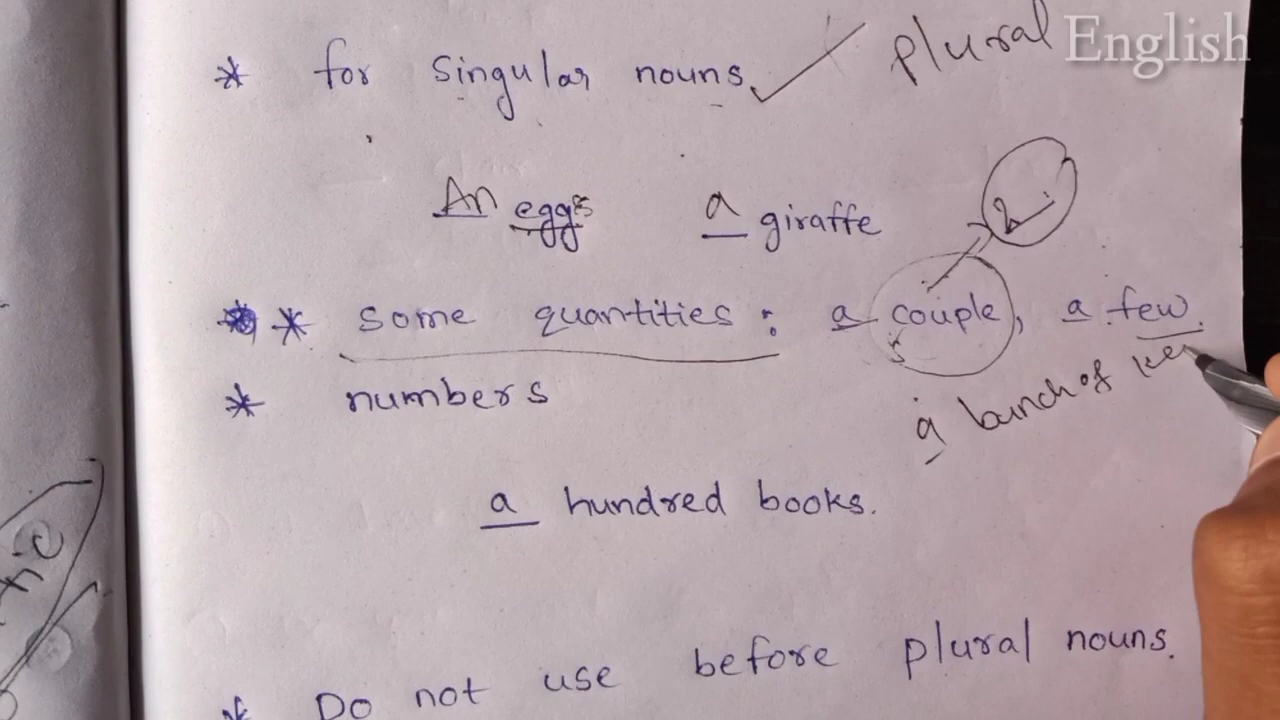 English
* for singular nouns. plural
An eggs a giraffe
2
* some quantities : a couple, a few.
a bunch of
* numbers
a hundred books.
* Do not use before plural nouns.